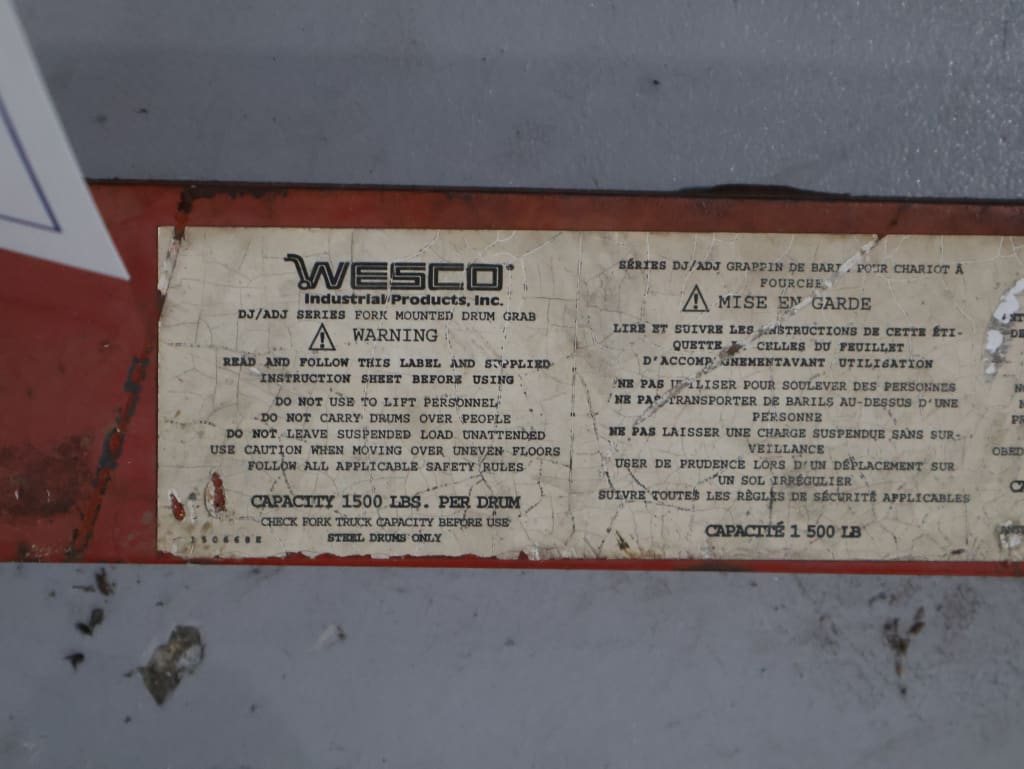 WESCO
Industrial Products, Inc.
DJ/ADJ SERIES FORK MOUNTED DRUM GRAB
WARNING
READ AND FOLLOW THIS LABEL AND SUPPLIED
INSTRUCTION SHEET BEFORE USING
DO NOT USE TO LIFT PERSONNEL
DO NOT CARRY DRUMS OVER PEOPLE
DO NOT LEAVE SUSPENDED LOAD UNATTENDED
USE CAUTION WHEN MOVING OVER UNEVEN FLOORS
FOLLOW ALL APPLICABLE SAFETY RULES
CAPACITY 1500 LBS. PER DRUM
CHECK FORK TRUCK CAPACITY BEFORE USE
STEEL DRUMS ONLY
SÉRIES DJ/ADJ GRAPPIN DE BARIL POUR CHARIOT À
FOURCHE
MISE EN GARDE
LIRE ET SUIVRE LES INSTRUCTIONS DE CETTE ÉTI-
QUETTE CELLES DU FEUILLET
D'ACCOMPAGNEMENTAVANT UTILISATION
NE PAS UTILISER POUR SOULEVER DES PERSONNES
NE PAS TRANSPORTER DE BARILS AU-DESSUS D'UNE
PERSONNE
NE PAS LAISSER UNE CHARGE SUSPENDUE SANS SUR-
VEILLANCE
USER DE PRUDENCE LORS D'UN DÉPLACEMENT SUR
UN SOL IRRÉGULIER
SUIVRE TOUTES LES RÈGLES DE SÉCURITÉ APPLICABLES
CAPACITÉ 1 500 LB